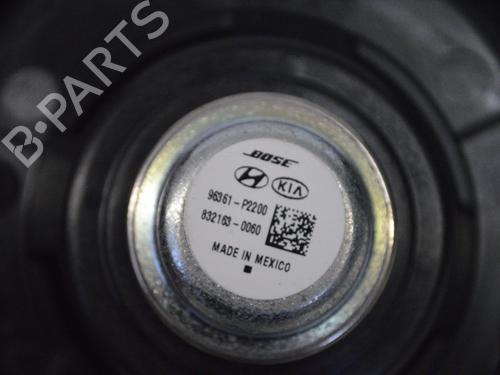 B-PARTS
BOSE
KIA
96361-P2200
832163-0060
MADE IN MEXICO